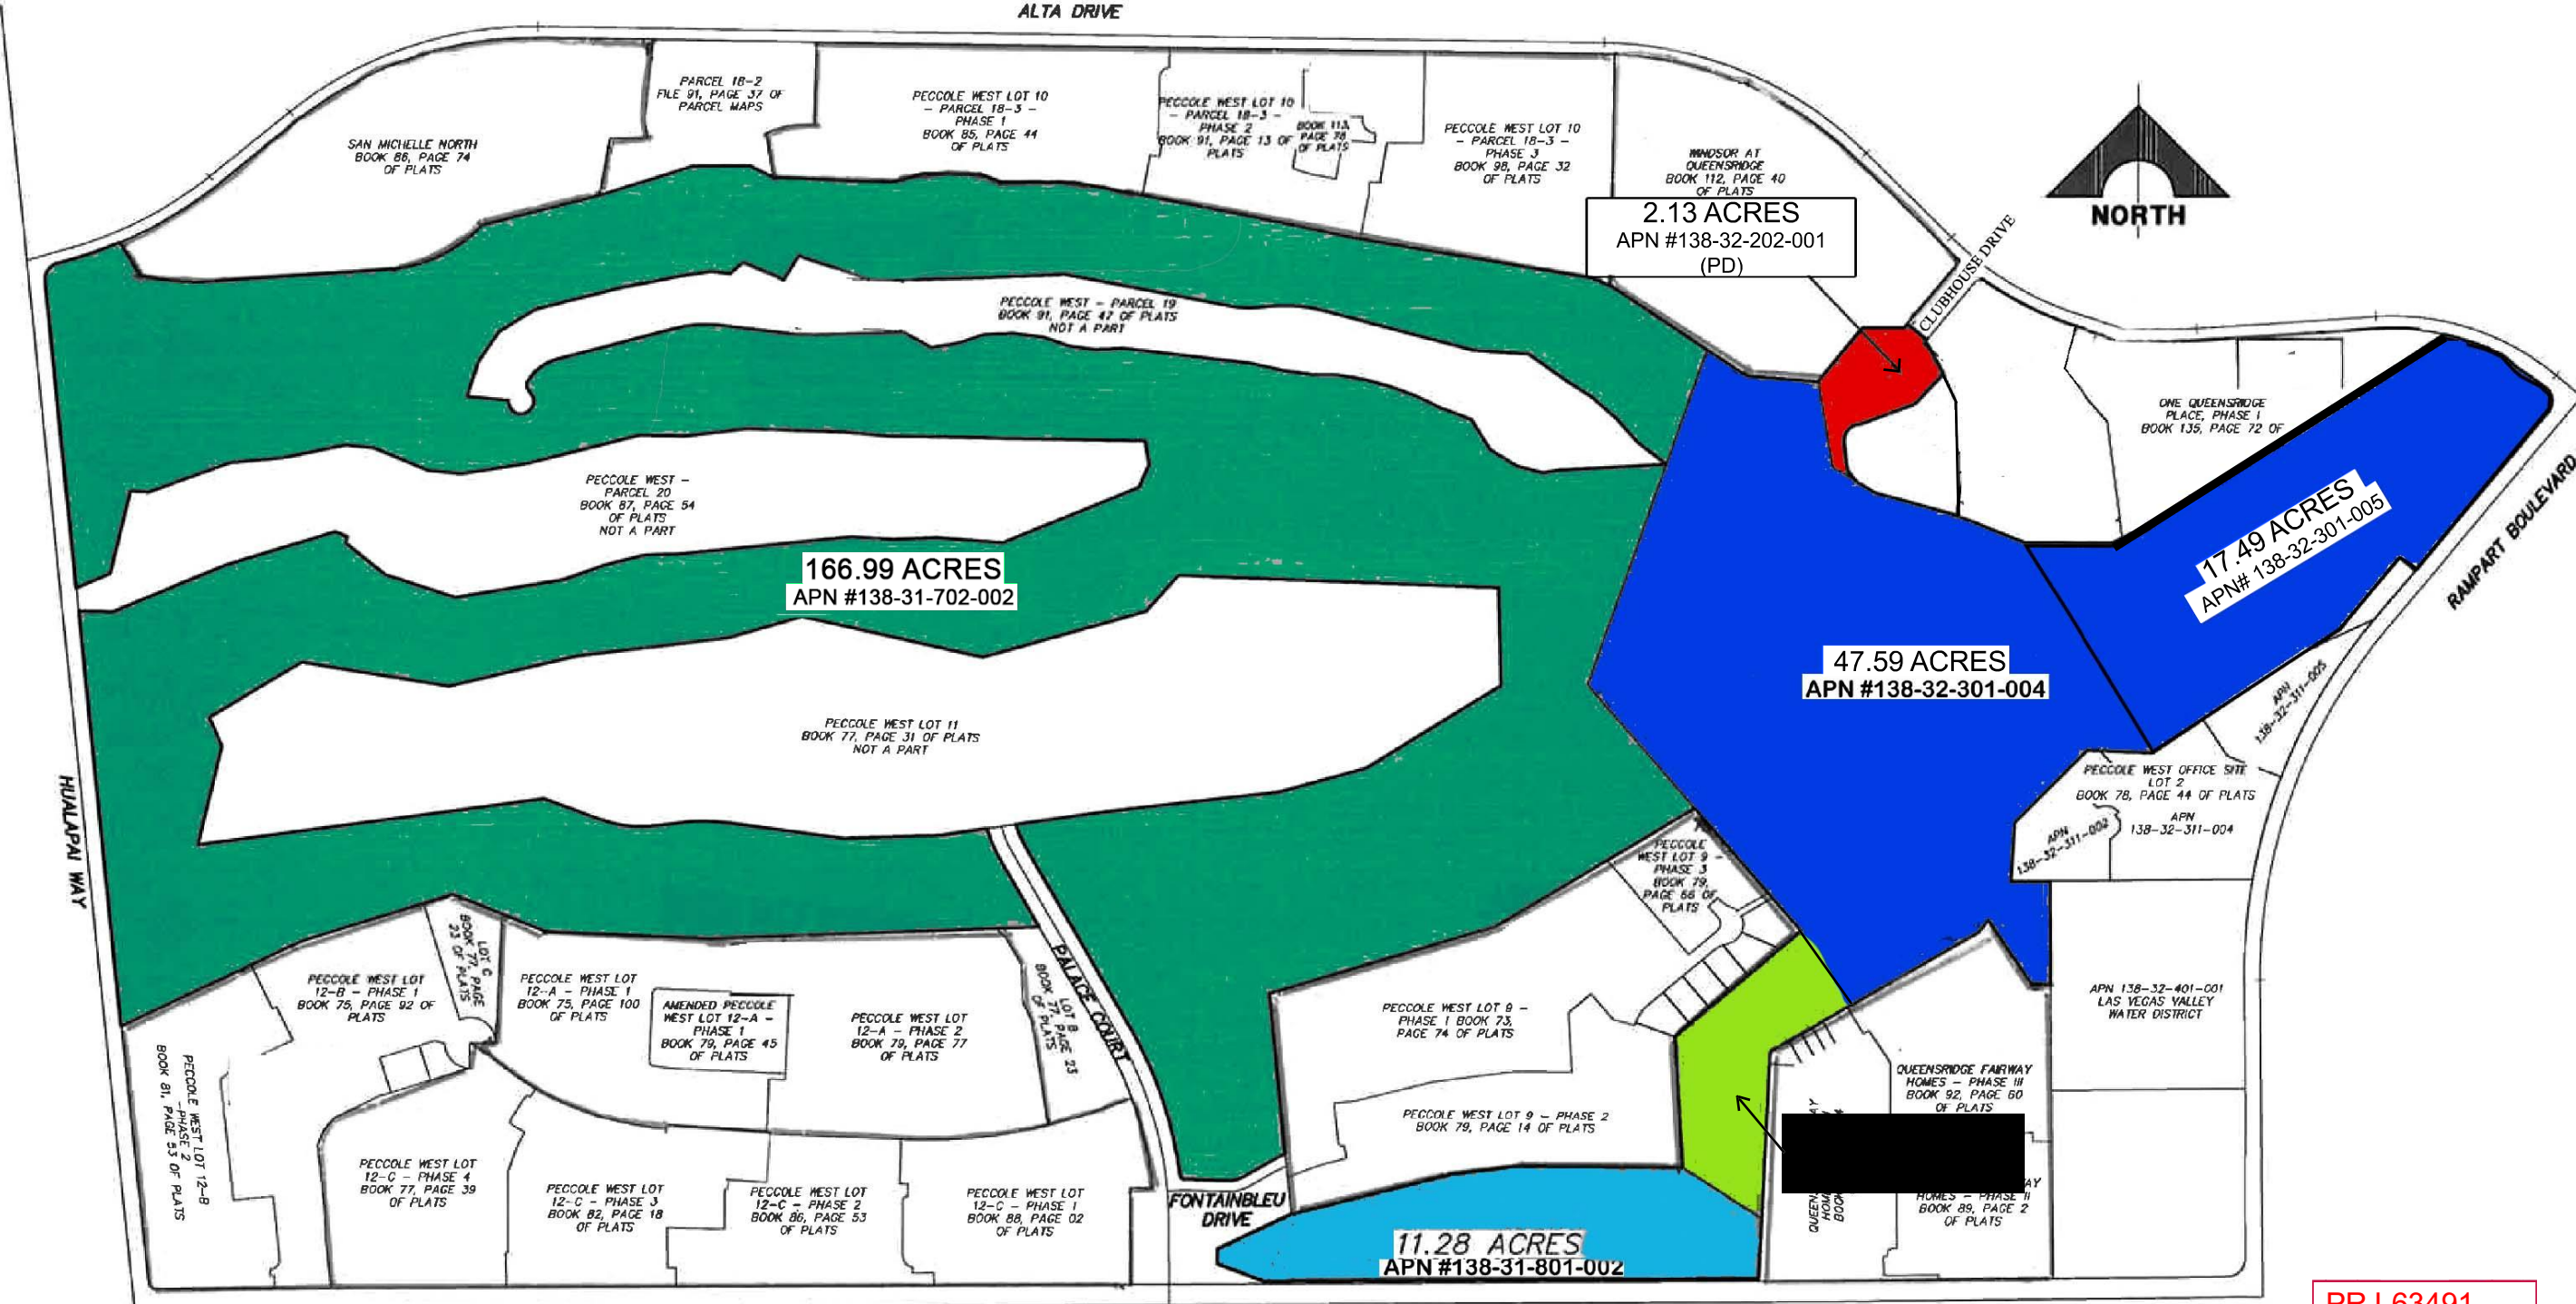 ALTA DRIVE
SAN MICHELLE NORTH
BOOK 86, PAGE 74
OF PLATS
PARCEL 18-2
FILE 91, PAGE 37 OF
PARCEL MAPS
PECCOLE WEST LOT 10
- PARCEL 18-3 -
PHASE 1
BOOK 85, PAGE 44
OF PLATS
PECCOLE WEST LOT 10
- PARCEL 18-3 -
PHASE 2
BOOK 91, PAGE 13 OF
PLATS
BOOK 113,
PAGE 78
OF PLATS
PECCOLE WEST LOT 10
- PARCEL 18-3 -
PHASE 3
BOOK 98, PAGE 32
OF PLATS
WINDSOR AT
QUEENSRIDGE
BOOK 112, PAGE 40
OF PLATS
2.13 ACRES
APN #138-32-202-001
(PD)
CLUBHOUSE DRIVE
NORTH
PECCOLE WEST - PARCEL 19
BOOK 91, PAGE 47 OF PLATS
NOT A PART
ONE QUEENSRIDGE
PLACE, PHASE 1
BOOK 135, PAGE 72 OF
17.49 ACRES
APN# 138-32-301-005
RAMPART BOULEVARD
PECCOLE WEST -
PARCEL 20
BOOK 87, PAGE 54
OF PLATS
NOT A PART
166.99 ACRES
APN #138-31-702-002
47.59 ACRES
APN #138-32-301-004
APN
138-32-311-005
PECCOLE WEST LOT 11
BOOK 77, PAGE 31 OF PLATS
NOT A PART
HUALAPAI WAY
PECCOLE WEST OFFICE SITE
LOT 2
BOOK 78, PAGE 44 OF PLATS
APN
138-32-311-002
APN
138-32-311-004
PECCOLE
WEST LOT 9 -
PHASE 3
BOOK 79,
PAGE 66 OF
PLATS
PECCOLE WEST LOT
12-B - PHASE 1
BOOK 75, PAGE 92 OF
PLATS
LOT C
BOOK 77, PAGE
23 OF PLATS
PECCOLE WEST LOT
12-A - PHASE 1
BOOK 75, PAGE 100
OF PLATS
AMENDED PECCOLE
WEST LOT 12-A -
PHASE 1
BOOK 79, PAGE 45
OF PLATS
PECCOLE WEST LOT
12-A - PHASE 2
BOOK 79, PAGE 77
OF PLATS
LOT B
BOOK 77, PAGE 23
OF PLATS
PALACE COURT
PECCOLE WEST LOT 9 -
PHASE 1 BOOK 73,
PAGE 74 OF PLATS
APN 138-32-401-001
LAS VEGAS VALLEY
WATER DISTRICT
PECCOLE WEST LOT 12-B
-PHASE 2
BOOK 81, PAGE 53 OF PLATS
QUEENSRIDGE FAIRWAY
HOMES - PHASE III
BOOK 92, PAGE 60
OF PLATS
PECCOLE WEST LOT 9 - PHASE 2
BOOK 79, PAGE 14 OF PLATS
PECCOLE WEST LOT
12-C - PHASE 4
BOOK 77, PAGE 39
OF PLATS
PECCOLE WEST LOT
12-C - PHASE 3
BOOK 82, PAGE 18
OF PLATS
PECCOLE WEST LOT
12-C - PHASE 2
BOOK 86, PAGE 53
OF PLATS
PECCOLE WEST LOT
12-C - PHASE 1
BOOK 88, PAGE 02
OF PLATS
FONTAINBLEU
DRIVE
HOMES - PHASE II
BOOK 89, PAGE 2
OF PLATS
11.28 ACRES
APN #138-31-801-002
PRJ-63491